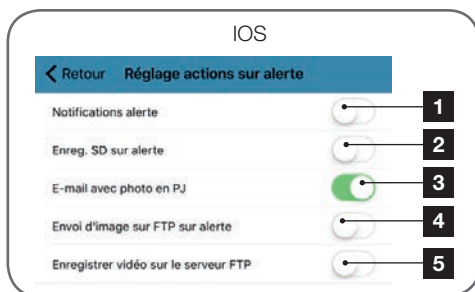 IOS
Retour Réglage actions sur alerte
Notifications alerte 1
Enreg. SD sur alerte 2
E-mail avec photo en PJ 3
Envoi d'image sur FTP sur alerte 4
Enregistrer vidéo sur le serveur FTP 5